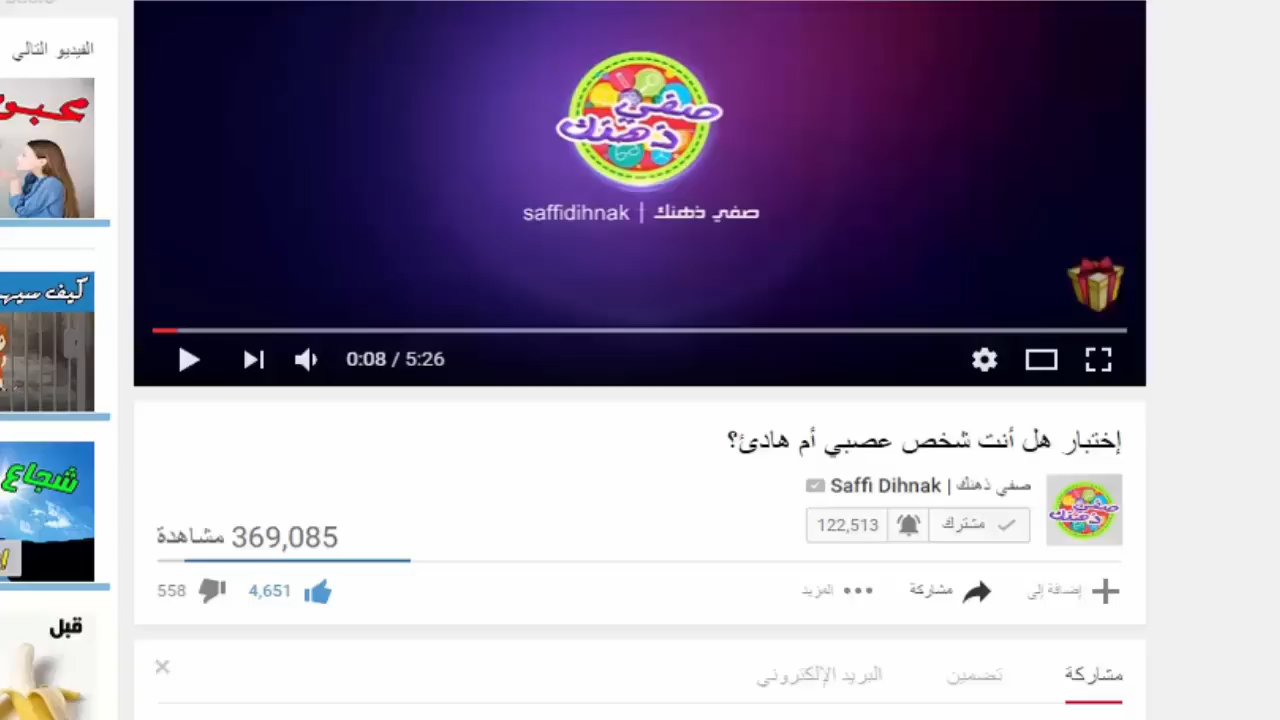 الفيديو التالي
كيف سيه
شجاع
قبل
صفي
ذهنك
saffidihnak | صفي ذهنك
0:08 / 5:26
إختبار هل أنت شخص عصبي أم هادئ؟
صفي ذهنك | Saffi Dihnak
مشترك 122,513
369,085 مشاهدة
إضافة إلى مشاركة المزيد
4,651 558
مشاركة تضمين البريد الإلكتروني